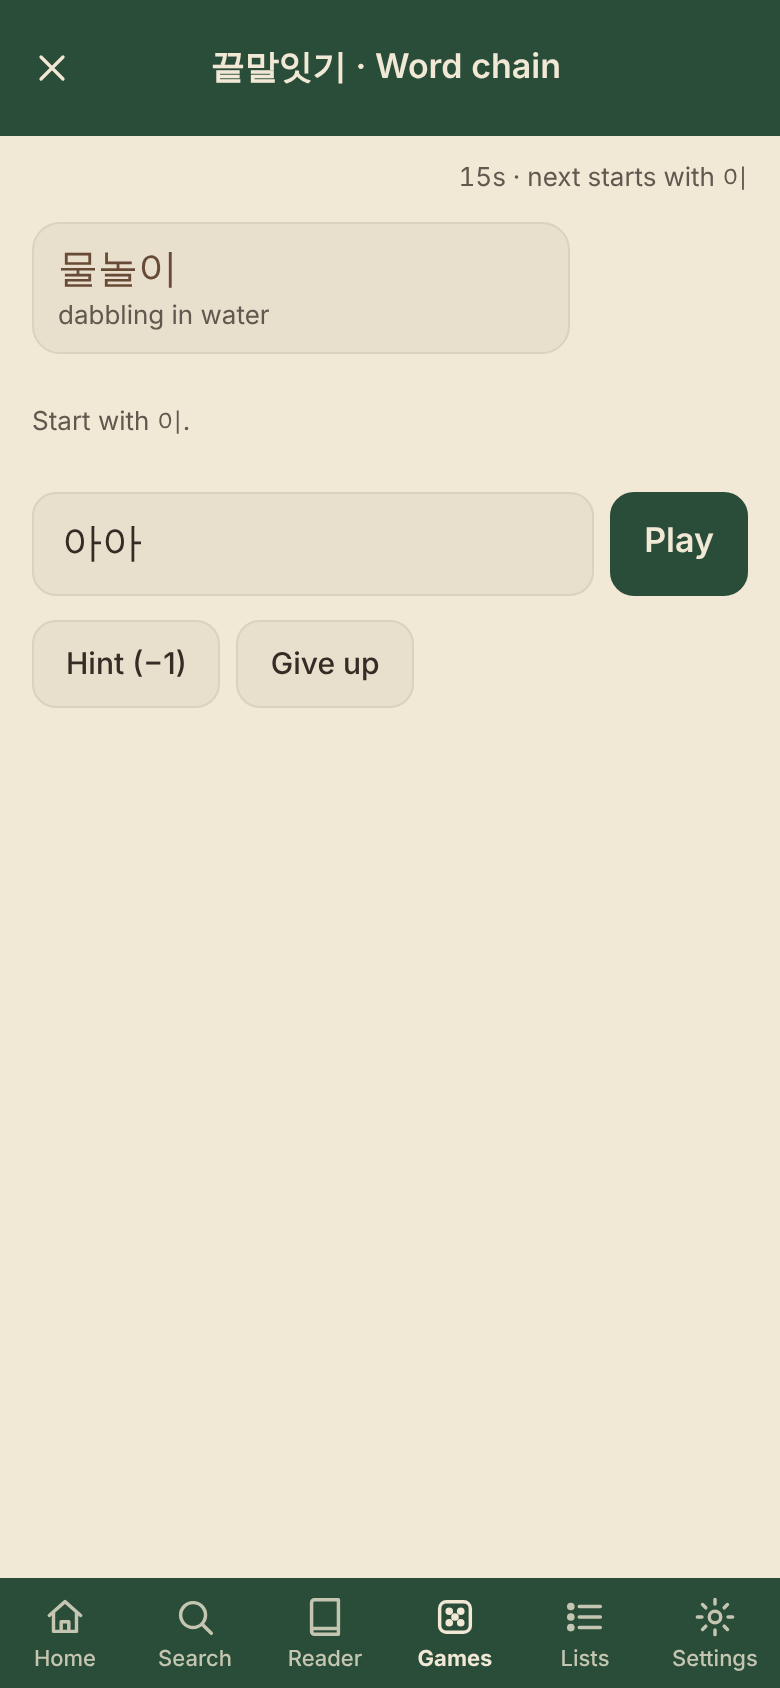 끝말잇기 · Word chain
15s · next starts with 이
물놀이
dabbling in water
Start with 이.
아아
Play
Hint (−1)
Give up
Home
Search
Reader
Games
Lists
Settings